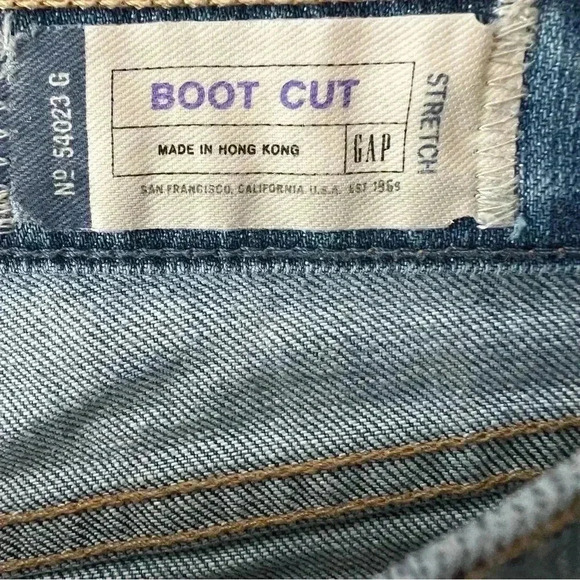 Nº 54023 G
BOOT CUT
MADE IN HONG KONG
GAP
STRETCH
SAN FRANCISCO, CALIFORNIA U.S.A. EST 1969